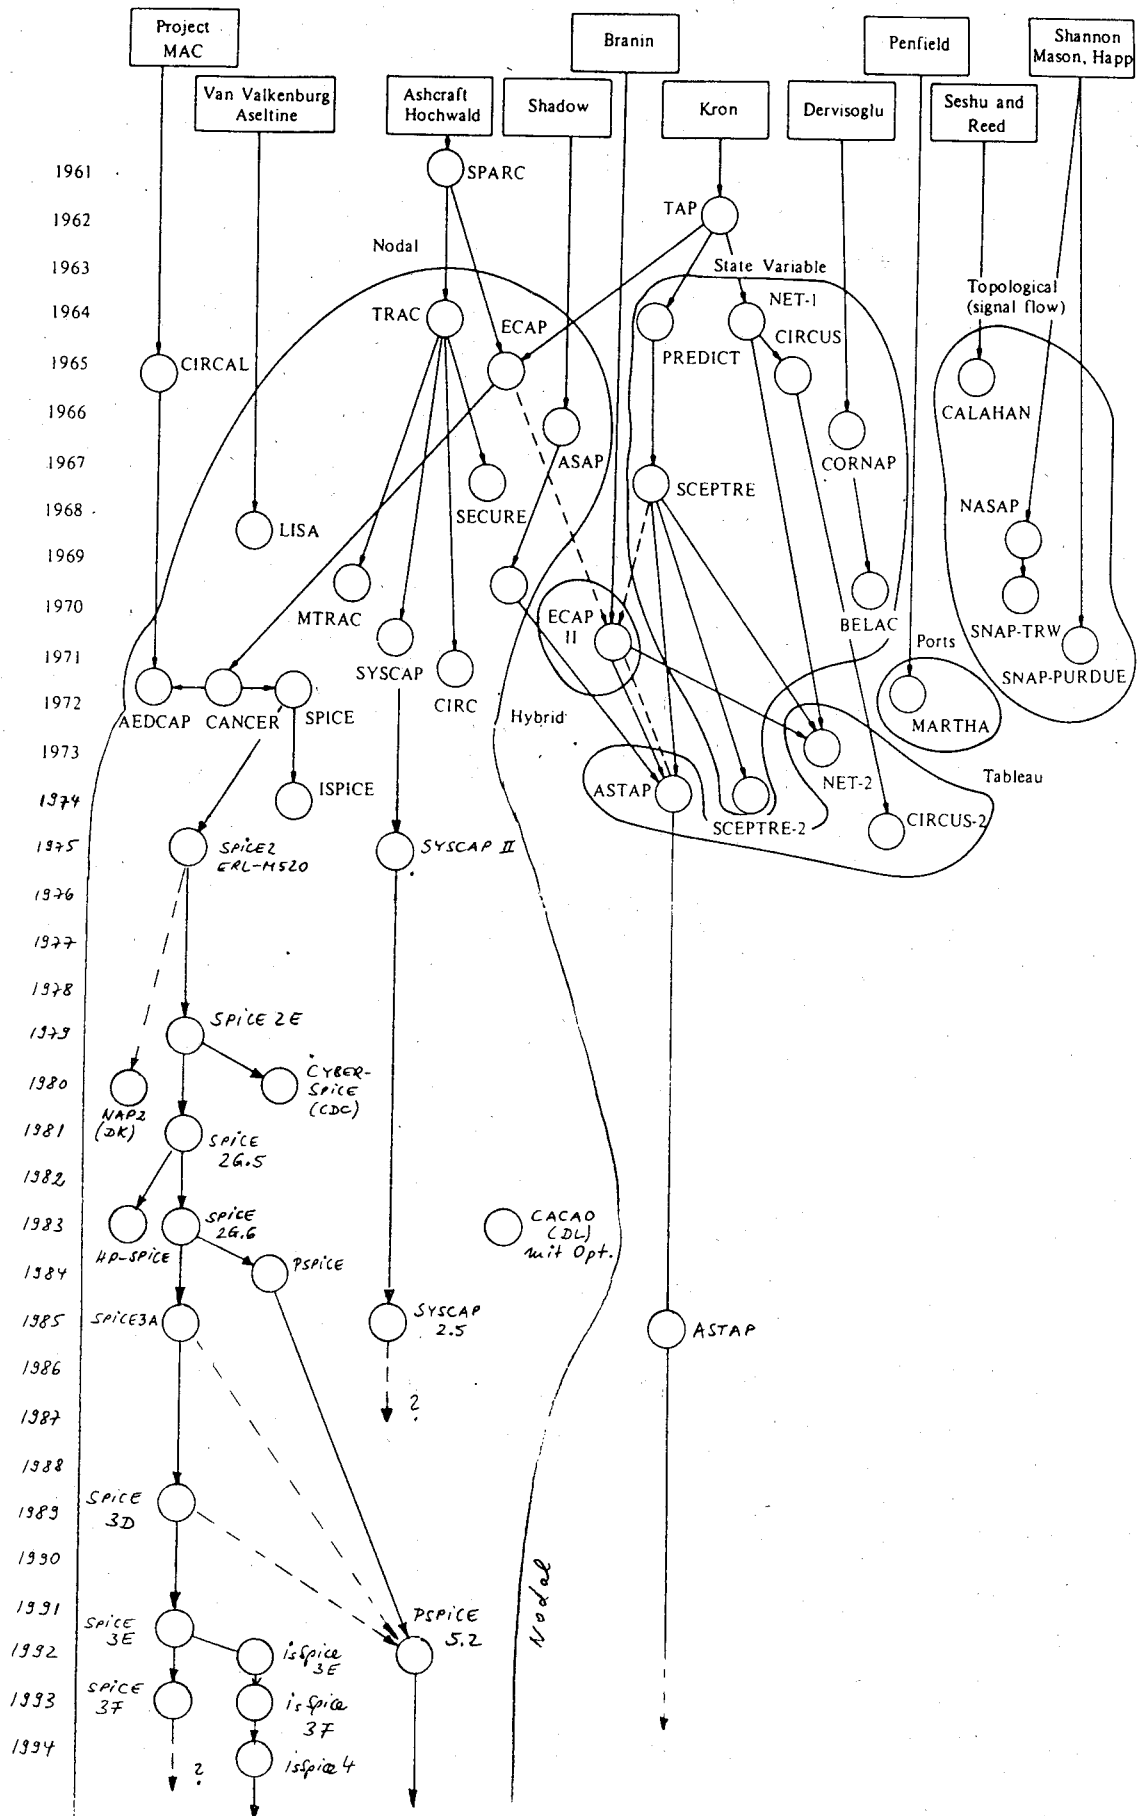 Project
MAC
Van Valkenburg
Aseltine
Ashcraft
Hochwald
Shadow
Branin
Kron
Dervisoglu
Penfield
Seshu and
Reed
Shannon
Mason, Happ
1961
SPARC
1962
TAP
Nodal
1963
State Variable
Topological
(signal flow)
1964
TRAC
ECAP
NET-1
PREDICT
CIRCUS
1965
CIRCAL
CALAHAN
1966
ASAP
CORNAP
1967
SECURE
SCEPTRE
1968
LISA
NASAP
1969
MTRAC
1970
ECAP
II
BELAC
SNAP-TRW
Ports
1971
SYSCAP
SNAP-PURDUE
1972
AEDCAP
CANCER
SPICE
CIRC
Hybrid
MARTHA
1973
NET-2
Tableau
1974
ISPICE
ASTAP
SCEPTRE-2
CIRCUS-2
1975
SPICE2
ERL-M520
SYSCAP II
1976
1977
1978
1979
SPICE 2E
1980
CYBER-
SPICE
(CDC)
NAP2
(DK)
1981
SPICE
2G.5
1982
1983
HP-SPICE
SPICE
2G.6
CACAO
(DL)
mit Opt.
1984
PSPICE
1985
SPICE3A
SYSCAP
2.5
ASTAP
1986
1987
?
1988
1989
SPICE
3D
1990
Nodal
1991
SPICE
3E
PSPICE
5.2
1992
isSpice
3E
1993
SPICE
3F
isSpice
3F
1994
?
isSpice 4